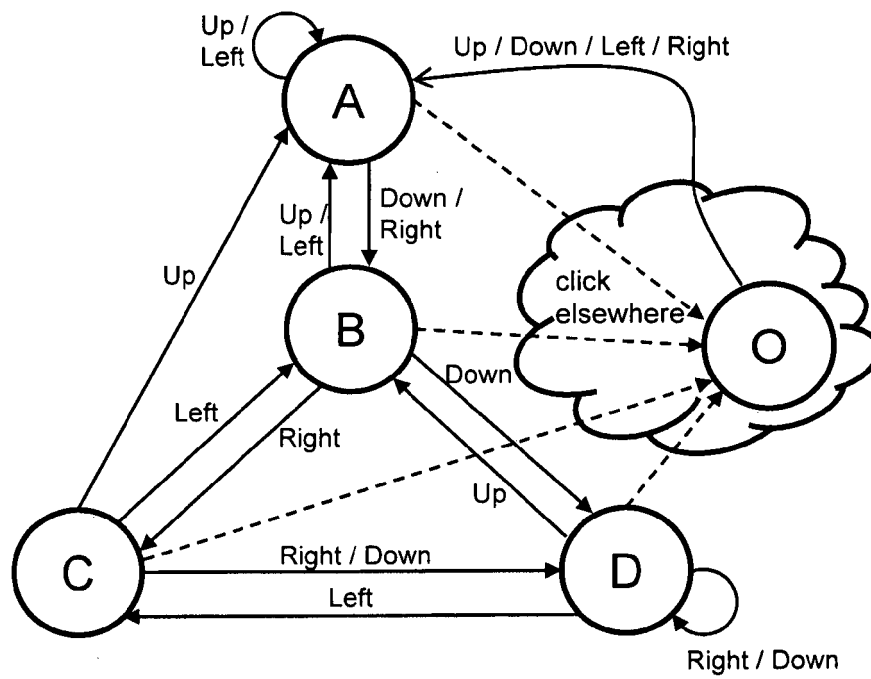 Up /
Left
A
Up / Down / Left / Right
Up /
Left
Down /
Right
Up
click
elsewhere
B
O
Down
Left
Right
Up
C
Right / Down
D
Left
Right / Down